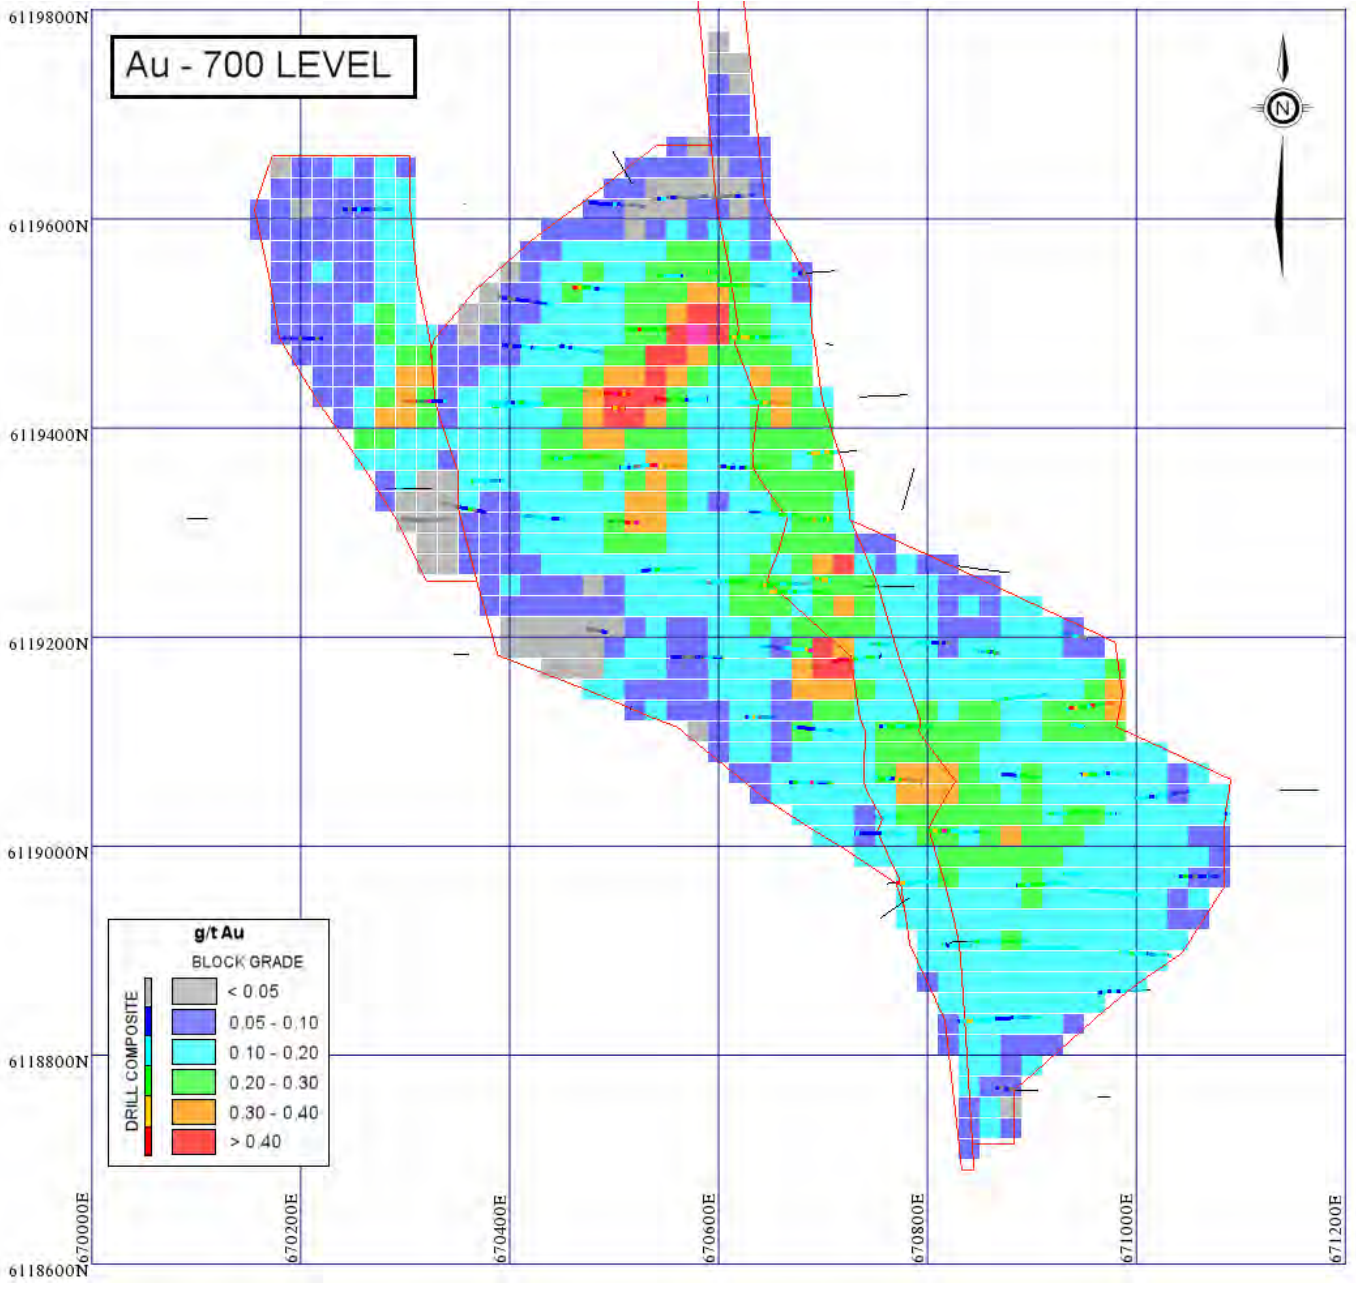 6119800N
Au - 700 LEVEL
N
6119600N
6119400N
6119200N
6119000N
g/t Au
BLOCK GRADE
DRILL COMPOSITE
< 0.05
0.05 - 0.10
0.10 - 0.20
0.20 - 0.30
0.30 - 0.40
> 0.40
6118800N
6118600N
670000E
670200E
670400E
670600E
670800E
671000E
671200E